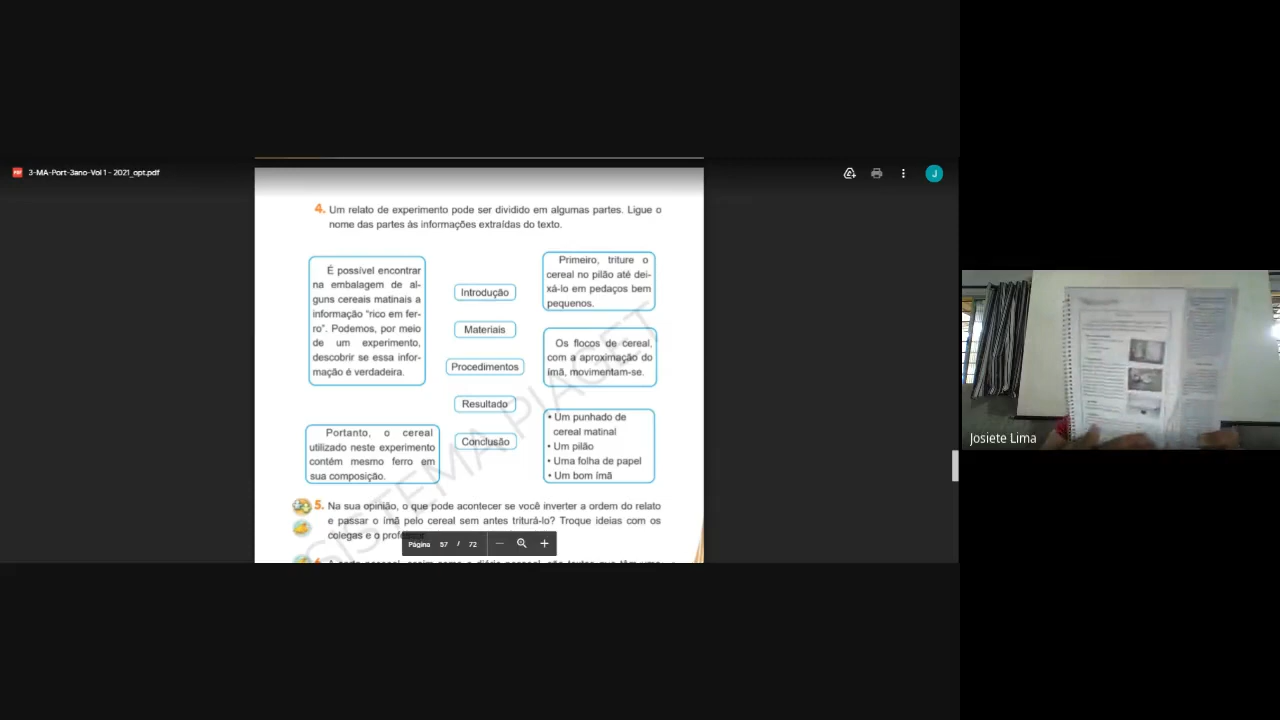 3-MA-Port-3ano-Vol 1 - 2021_opt.pdf
J
4. Um relato de experimento pode ser dividido em algumas partes. Ligue o
nome das partes às informações extraídas do texto.
É possível encontrar
na embalagem de al-
guns cereais matinais a
informação “rico em fer-
ro”. Podemos, por meio
de um experimento,
descobrir se essa infor-
mação é verdadeira.
Portanto, o cereal
utilizado neste experimento
contém mesmo ferro em
sua composição.
Introdução
Materiais
Procedimentos
Resultado
Conclusão
Primeiro, triture o
cereal no pilão até dei-
xá-lo em pedaços bem
pequenos.
Os flocos de cereal,
com a aproximação do
ímã, movimentam-se.
• Um punhado de
cereal matinal
• Um pilão
• Uma folha de papel
• Um bom ímã
5. Na sua opinião, o que pode acontecer se você inverter a ordem do relato
e passar o ímã pelo cereal sem antes triturá-lo? Troque ideias com os
colegas e o
SISTEMA PIAGET
Página 57 / 72
Josiete Lima